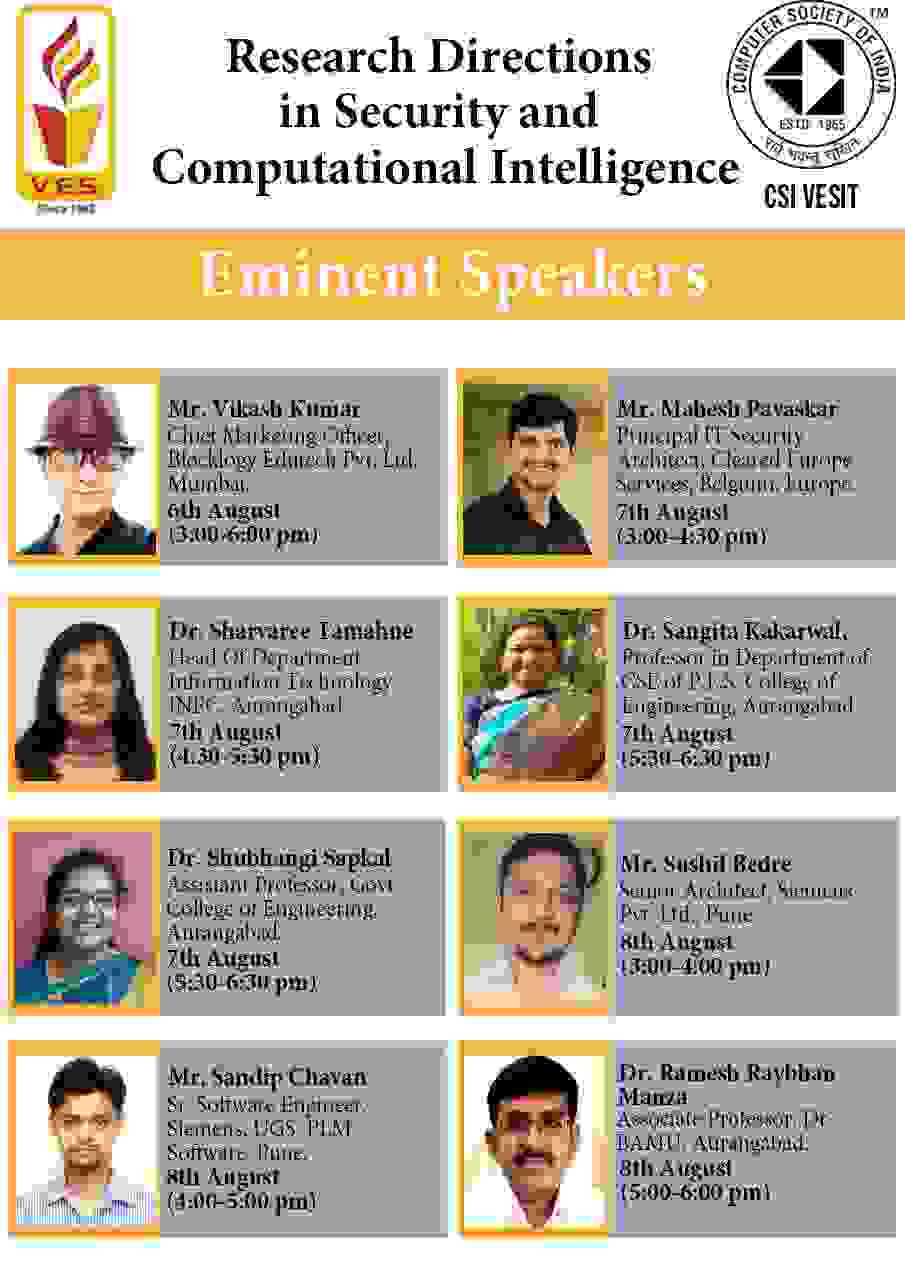 Research Directions
in Security and
Computational Intelligence
VES
Since 1962
COMPUTER SOCIETY OF INDIA
TM
ESTD 1965
CSI VESIT
Eminent Speakers
Mr. Vikash Kumar
Chief Marketing Officer,
Blocklogy Edutech Pvt. Ltd.
Mumbai.
6th August
(3:00-6:00 pm)
Mr. Mahesh Pavaskar
Principal IT Security
Architect, Cleared Europe
Services, Belgium, Europe.
7th August
(3:00-4:30 pm)
Dr. Sharvaree Tamahne
Head Of Department
Information Technology
Aurangabad
7th August
(4:30-5:30 pm)
Dr. Sangita Kakarwal,
Professor in Department of
CSE of P.E.S. College of
Engineering, Aurangabad
7th August
(5:30-6:30 pm)
Dr. Shubhangi Sapkal
Assistant Professor, Govt
College of Engineering,
Aurangabad.
7th August
(5:30-6:30 pm)
Mr. Sushil Bedre
Senior Architect,
Pvt. Ltd., Pune
8th August
(3:00-4:00 pm)
Mr. Sandip Chavan
Sr. Software Engineer,
Siemens, UGS, PLM
Software, Pune.
8th August
(4:00-5:00 pm)
Dr. Ramesh Raybhan
Manza
Associate Professor, Dr
BAMU, Aurangabad.
8th August
(5:00-6:00 pm)